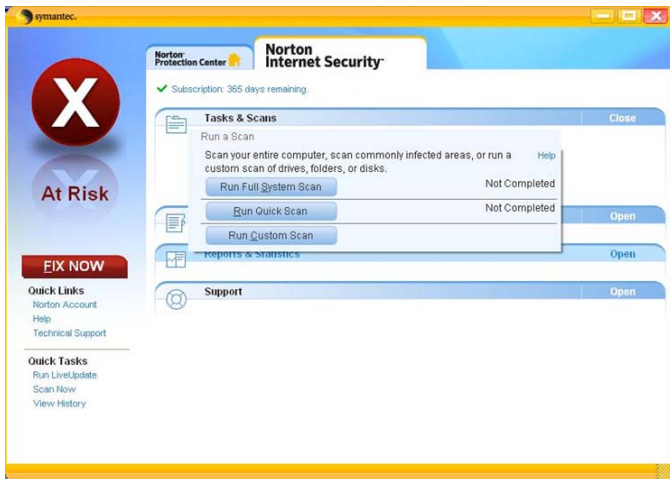 symantec.
Norton Protection Center
Norton Internet Security
Subscription: 365 days remaining.
X
At Risk
FIX NOW
Quick Links
Norton Account
Help
Technical Support
Quick Tasks
Run LiveUpdate
Scan Now
View History
Tasks & Scans
Close
Run a Scan
Scan your entire computer, scan commonly infected areas, or run a
custom scan of drives, folders, or disks.
Help
Run Full System Scan
Not Completed
Run Quick Scan
Not Completed
Run Custom Scan
Open
Reports & Statistics
Open
Support
Open